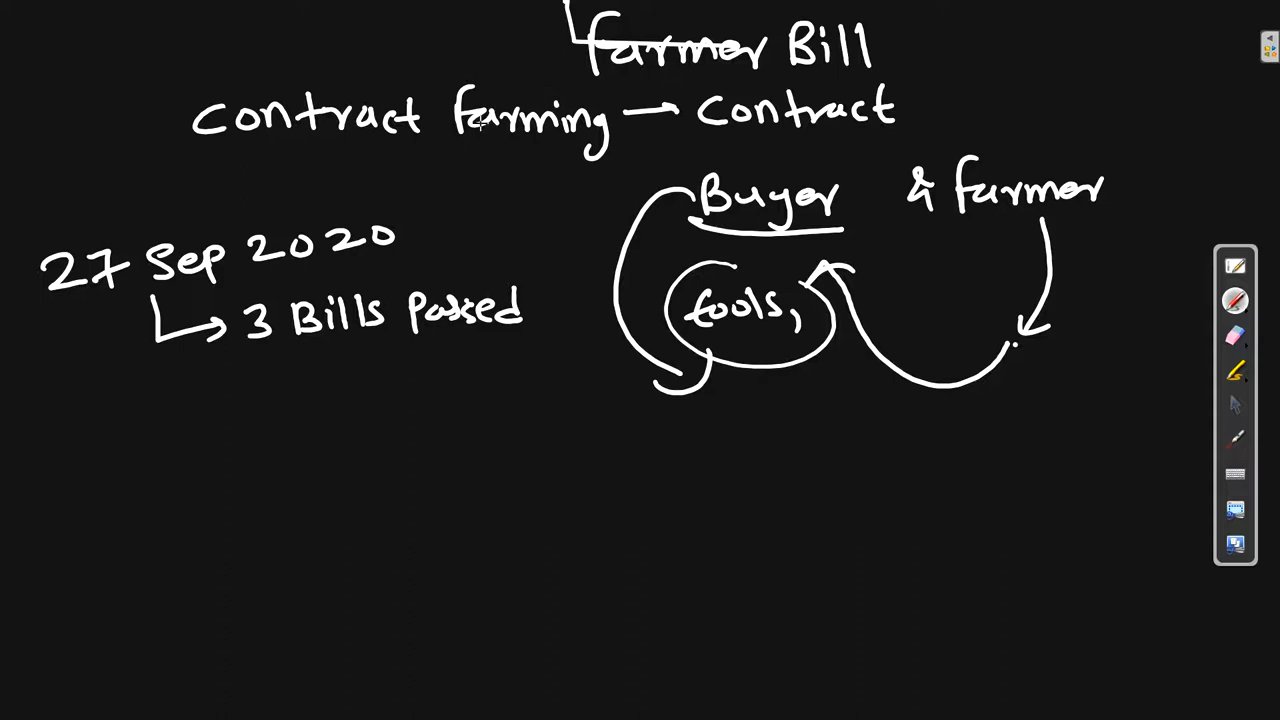 Farmer Bill
Contract farming → Contract
Buyer & farmer
27 Sep 2020
↳ 3 Bills Passed
tools,